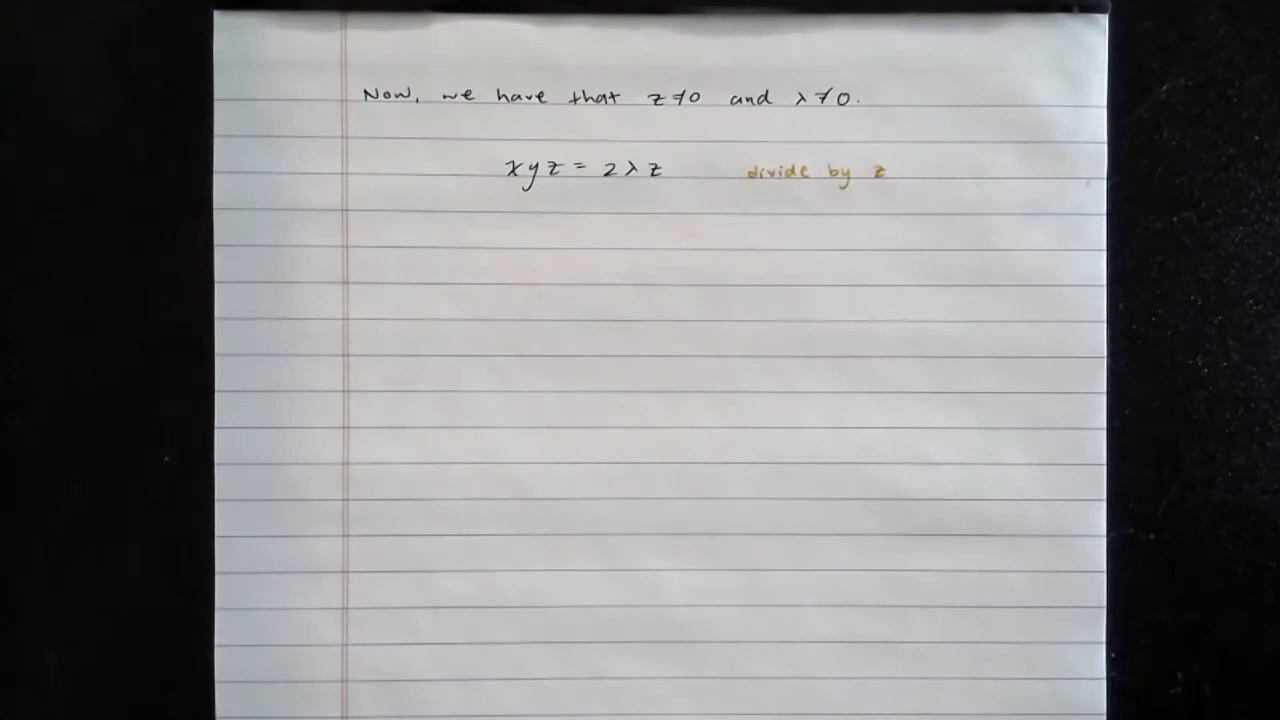 Now, we have that z≠0 and λ≠0.
xyz = 2λz divide by z